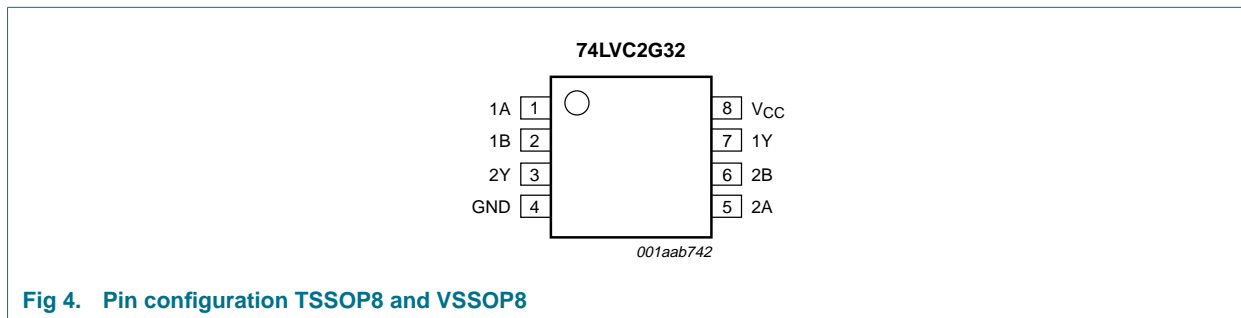 74LVC2G32
1A 1 8 VCC
1B 2 7 1Y
2Y 3 6 2B
GND 4 5 2A
001aab742
Fig 4. Pin configuration TSSOP8 and VSSOP8